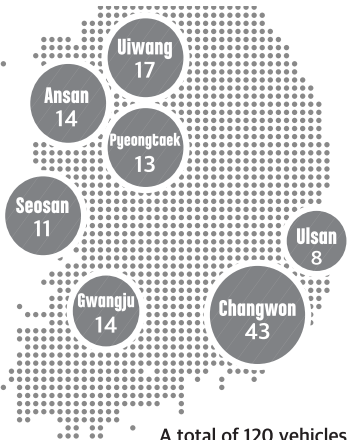 Uiwang
17
Ansan
14
Pyeongtaek
13
Seosan
11
Ulsan
8
Gwangju
14
Changwon
43
A total of 120 vehicles